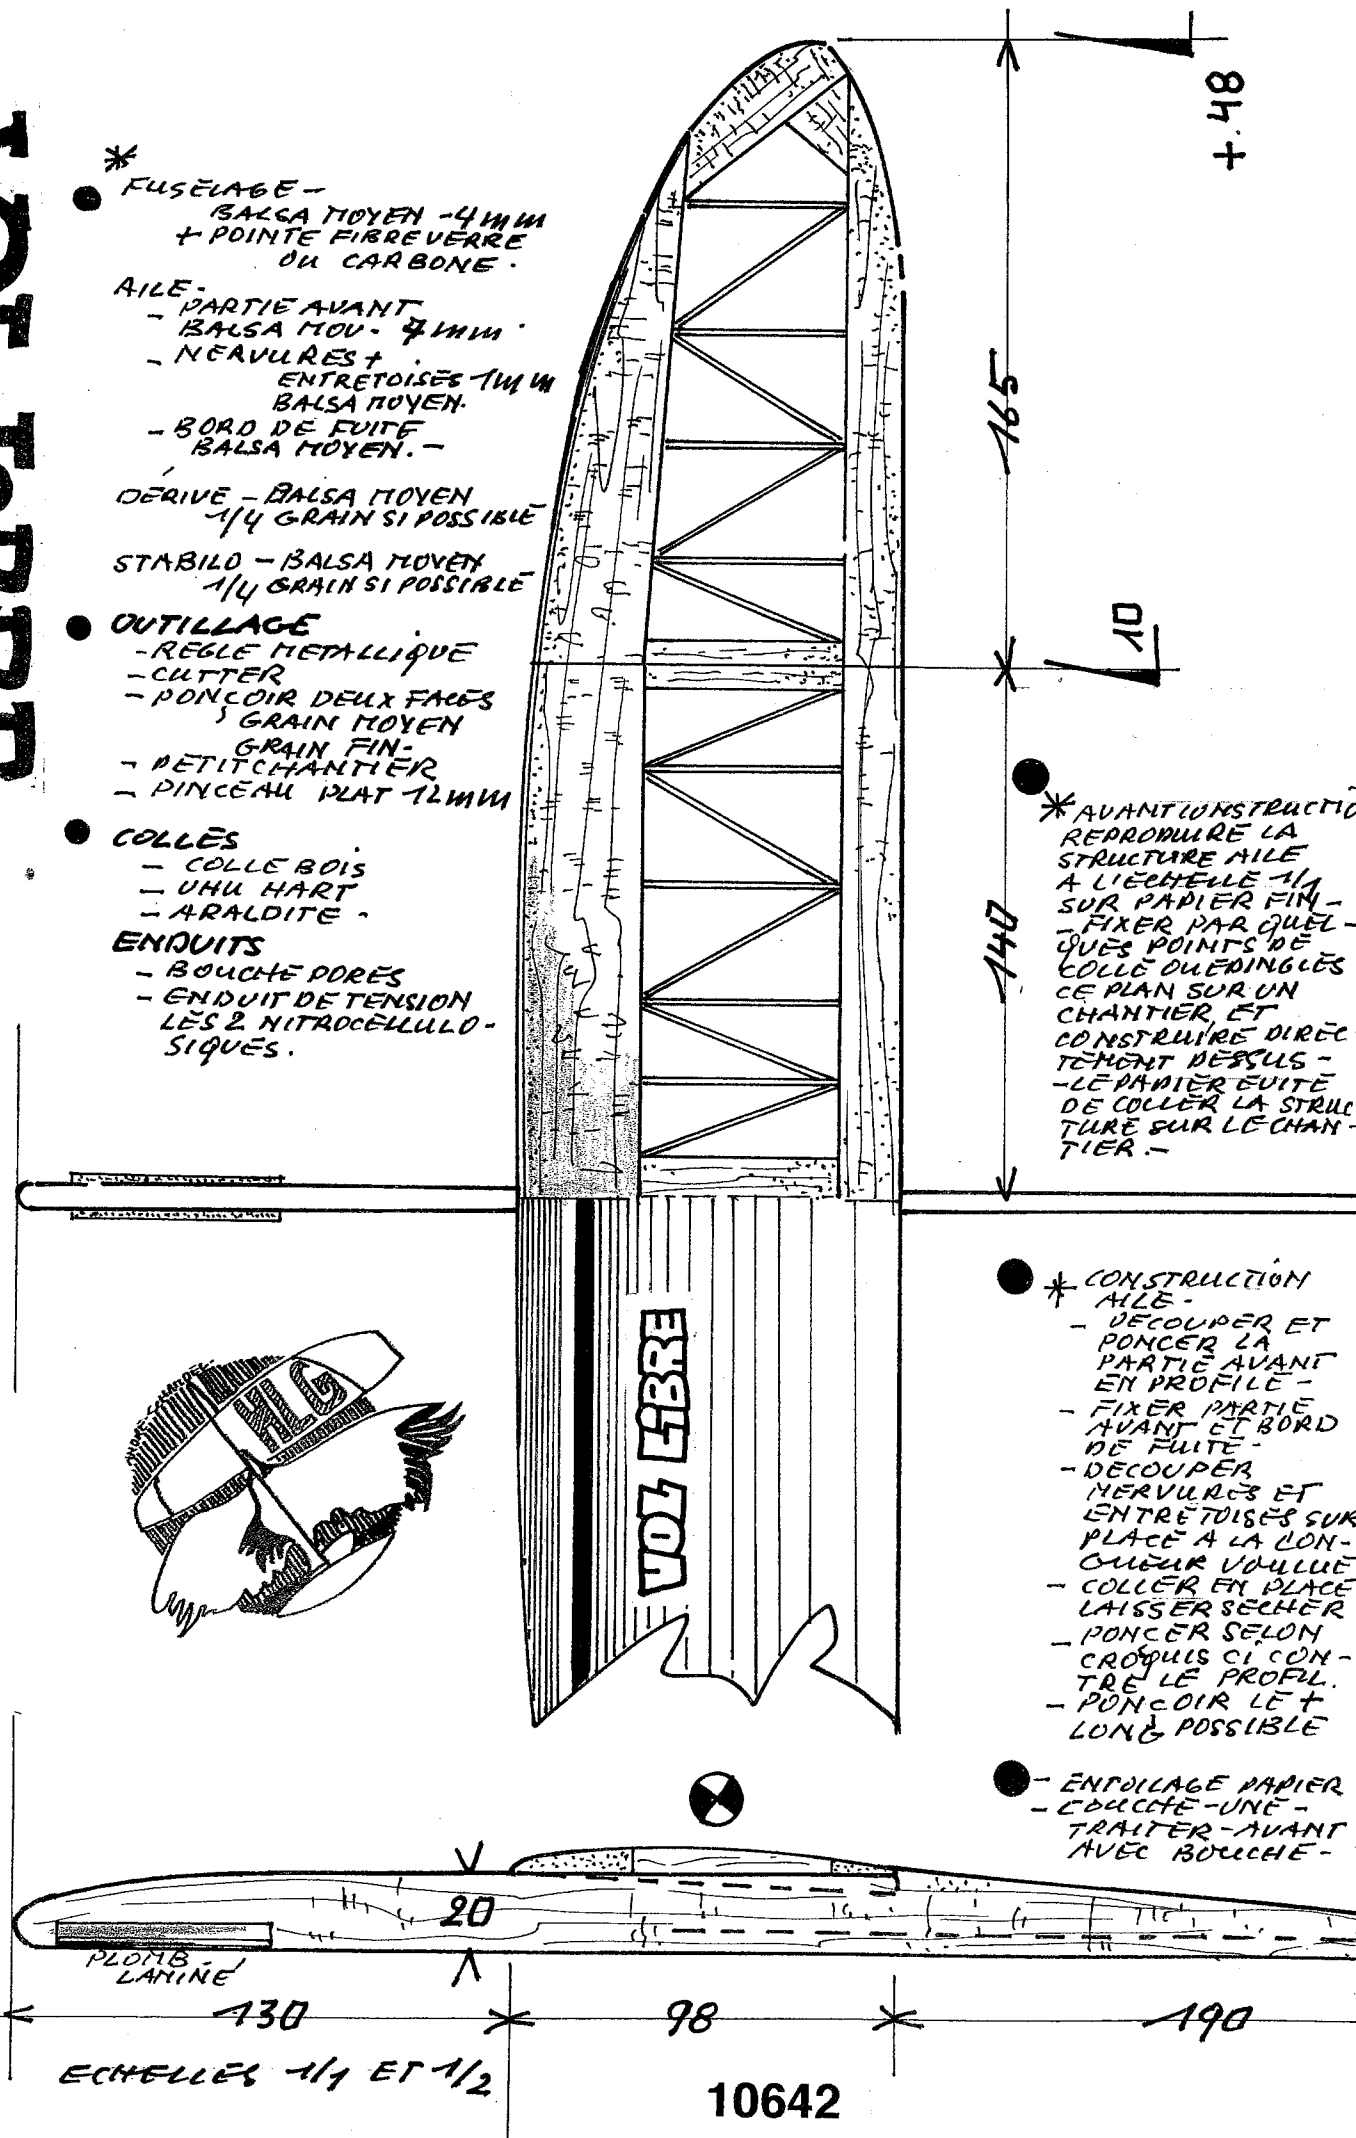 *
● FUSELAGE -
BALSA MOYEN - 4 mm
+ POINTE FIBRE VERRE
OU CARBONE.
AILE -
- PARTIE AVANT
BALSA MOU - 7 mm
- NERVURES +
ENTRETOISES 1mm
BALSA MOYEN.
- BORD DE FUITE
BALSA MOYEN. -
DÉRIVE - BALSA MOYEN
1/4 GRAIN SI POSSIBLE
STABILO - BALSA MOYEN
1/4 GRAIN SI POSSIBLE
● OUTILLAGE
- REGLE METALLIQUE
- CUTTER
- PONÇOIR DEUX FACES
GRAIN MOYEN
GRAIN FIN -
- PETIT CHANTIER
- PINCEAU PLAT 12mm
● COLLES
- COLLE BOIS
- UHU HART
- ARALDITE -
ENDUITS
- BOUCHE PORES
- ENDUIT DE TENSION
LES 2 NITROCELLULO-
SIQUES.
+.48
165
10
140
● * AVANT CONSTRUCTIO
REPRODUIRE LA
STRUCTURE AILE
A L'ECHELLE 1/1
SUR PAPIER FIN -
- FIXER PAR QUEL-
QUES POINTS DE
COLLE OU EPINGLES
CE PLAN SUR UN
CHANTIER, ET
CONSTRUIRE DIREC-
TEMENT DESSUS -
- LE PAPIER EVITE
DE COLLER LA STRUC
TURE SUR LE CHAN-
TIER. -
● * CONSTRUCTION
AILE -
- DECOUPER ET
PONCER LA
PARTIE AVANT
EN PROFILE -
- FIXER PARTIE
AVANT ET BORD
DE FUITE -
- DECOUPER
NERVURES ET
ENTRETOISES SUR
PLACE A LA LON-
GUEUR VOULUE
- COLLER EN PLACE
LAISSER SECHER
- PONCER SELON
CROQUIS CI CON-
TRE LE PROFIL.
- PONCOIR LE +
LONG POSSIBLE
● - ENTOILAGE PAPIER
- COUCHE - UNE -
TRAITER - AVANT
AVEC BOUCHE -
HLG
VOL LIBRE
20
PLOMB
LAMINÉ
130
98
190
ECHELLES 1/1 ET 1/2
10642